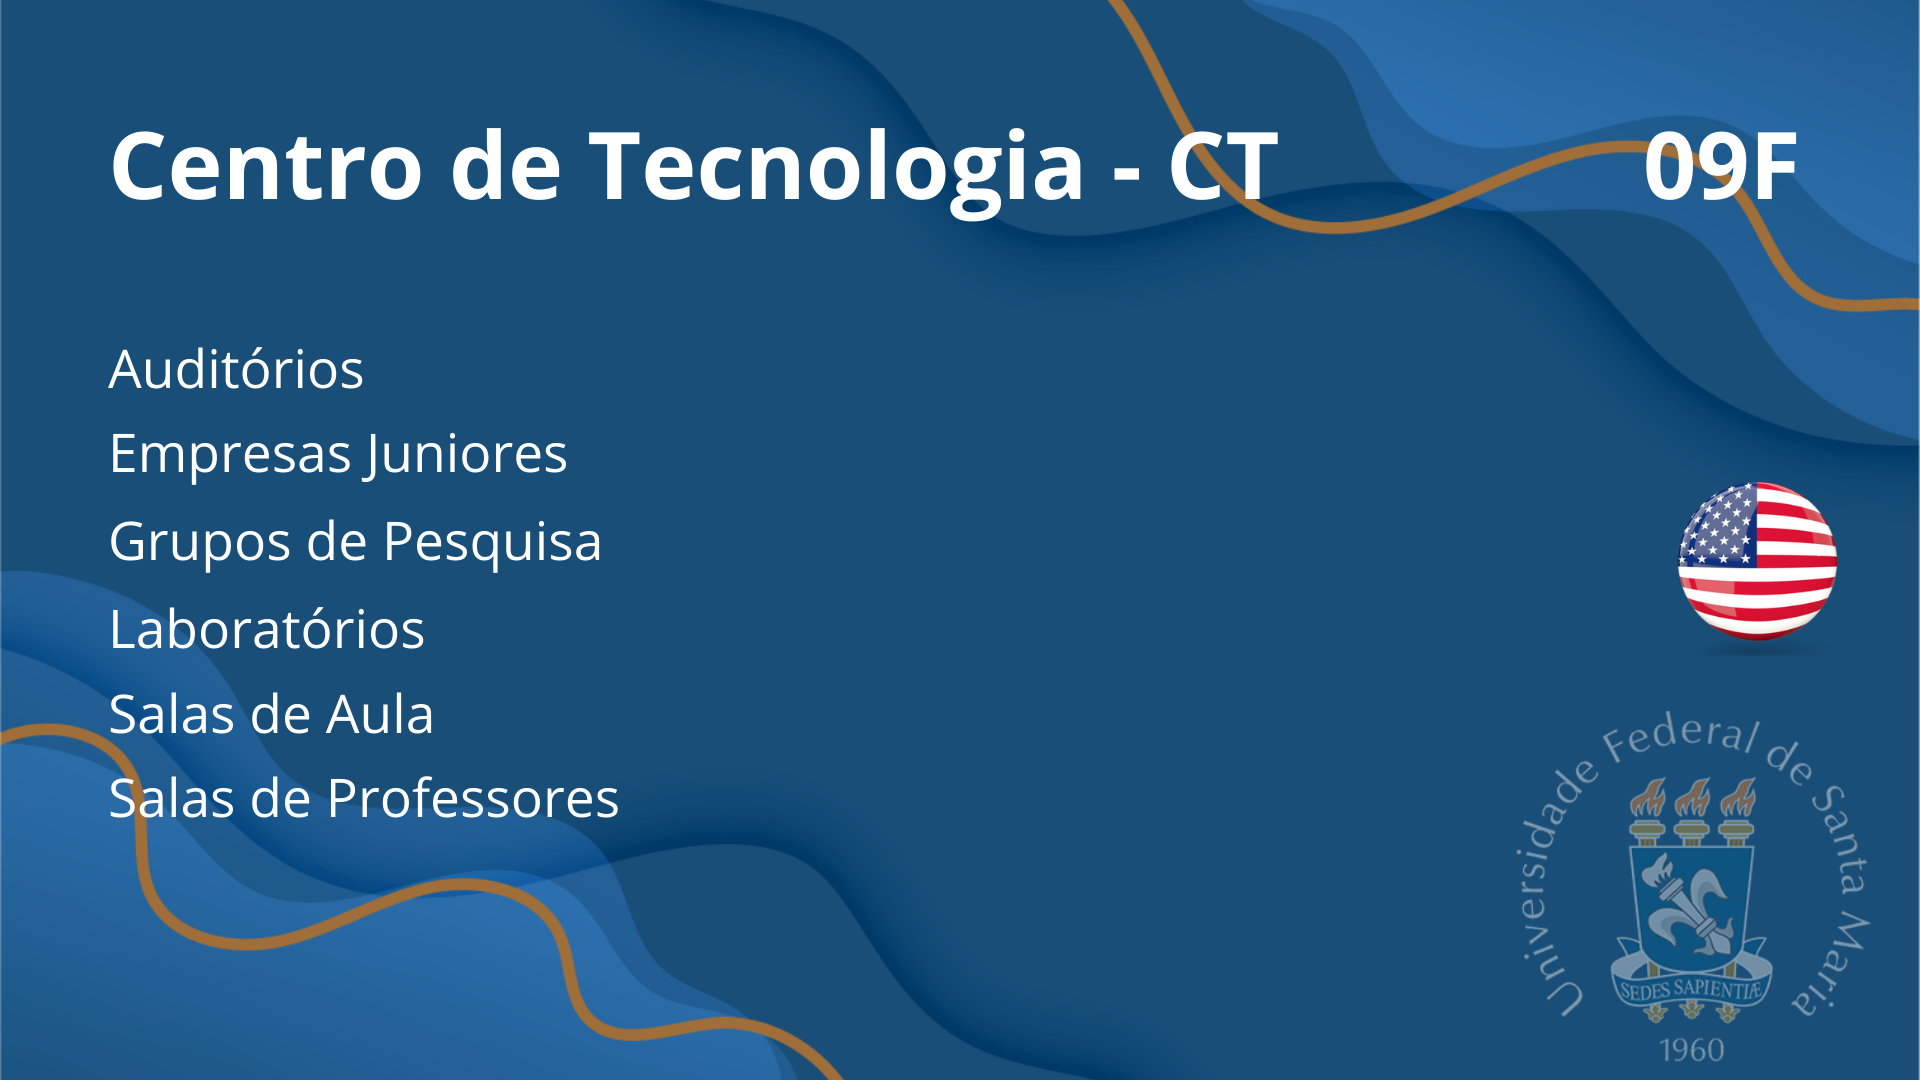 Centro de Tecnologia - CT
09F
Auditórios
Empresas Juniores
Grupos de Pesquisa
Laboratórios
Salas de Aula
Salas de Professores
Universidade Federal de Santa Maria
SEDES SAPIENTIÆ
1960